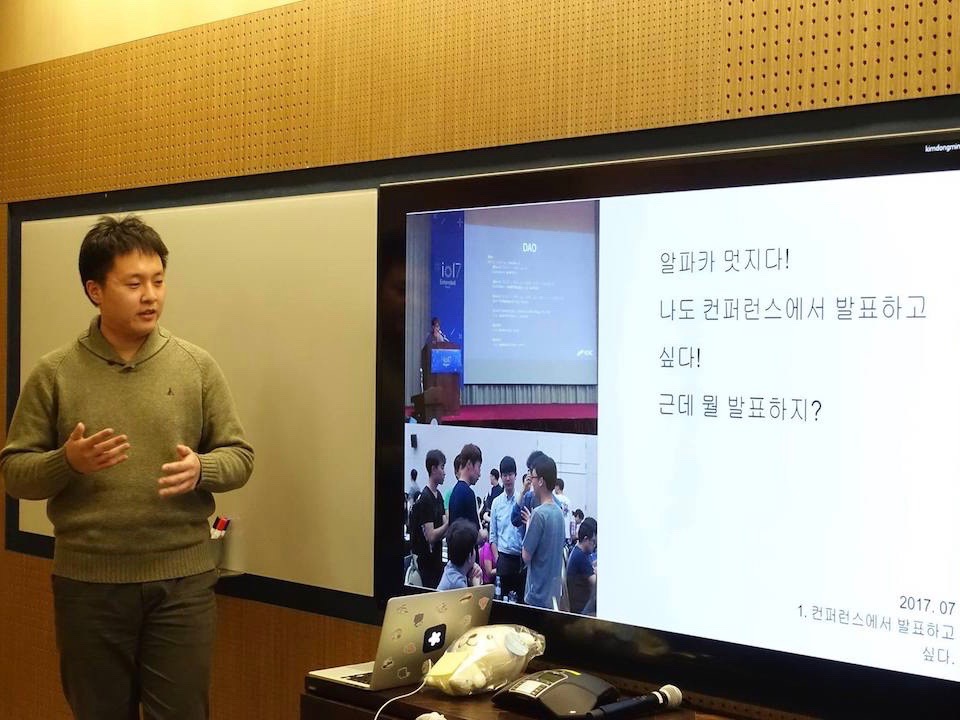 kimdongmin
DAO
io17
Extended
io17
알파카 멋지다!
나도 컨퍼런스에서 발표하고
싶다!
근데 뭘 발표하지?
2017. 07
1. 컨퍼런스에서 발표하고
싶다.